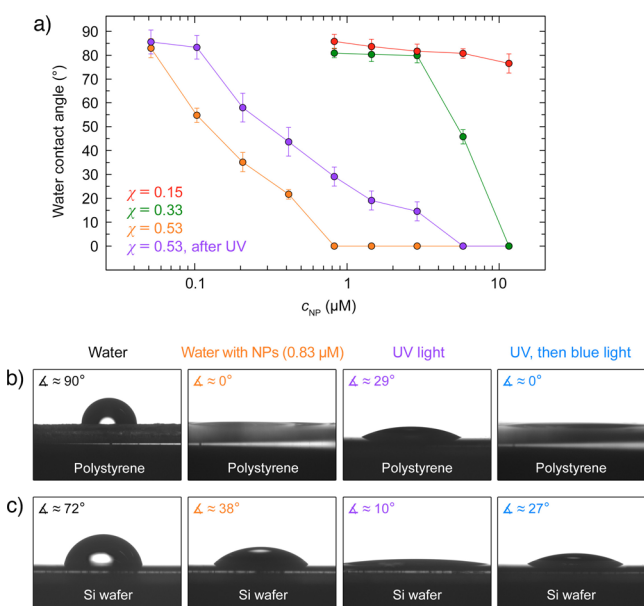 a)
Water contact angle (°)
90
80
70
60
50
40
30
20
10
0
χ = 0.15
χ = 0.33
χ = 0.53
χ = 0.53, after UV
0.1 1 10
cNP (μM)
Water Water with NPs (0.83 μM) UV light UV, then blue light
b)
∡ ≈ 90° ∡ ≈ 0° ∡ ≈ 29° ∡ ≈ 0°
Polystyrene Polystyrene Polystyrene Polystyrene
c)
∡ ≈ 72° ∡ ≈ 38° ∡ ≈ 10° ∡ ≈ 27°
Si wafer Si wafer Si wafer Si wafer